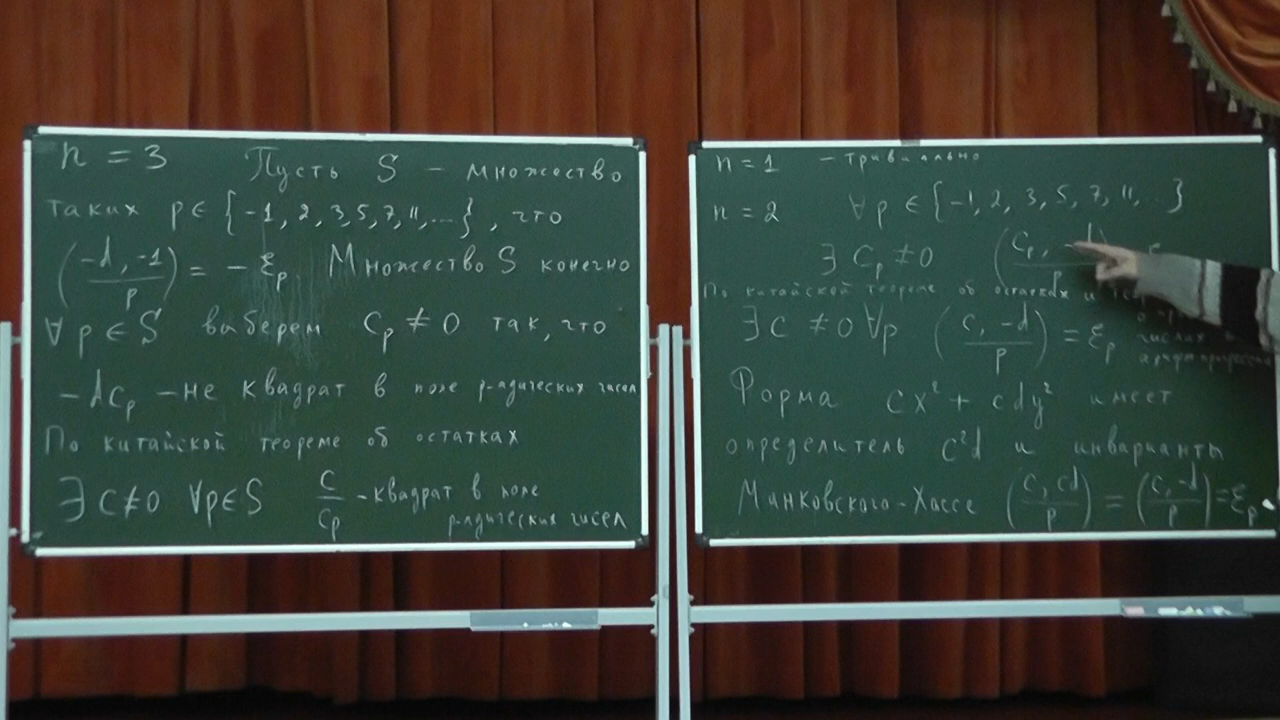 n = 3 Пусть S – множество
таких p ∈ {-1, 2, 3, 5, 7, 11, ...}, что
(-d, -1 / p) = -ε_p. Множество S конечно
∀ p ∈ S выберем c_p ≠ 0 так, что
-dc_p – не квадрат в поле p-адических чисел
По китайской теореме об остатках
∃ c ≠ 0 ∀p∈S c/c_p – квадрат в поле
p-адических чисел
n = 1 – тривиально
n = 2 ∀ p ∈ {-1, 2, 3, 5, 7, 11, ...}
∃ c_p ≠ 0 (c_p, -d / p)
По китайской теореме об остатках и
∃ c ≠ 0 ∀p (c, -d / p) = ε_p
числах
Форма cx² + cdy² имеет
определитель c²d и инварианты
Минковского-Хассе (c, cd / p) = (c, -d / p) = ε_p